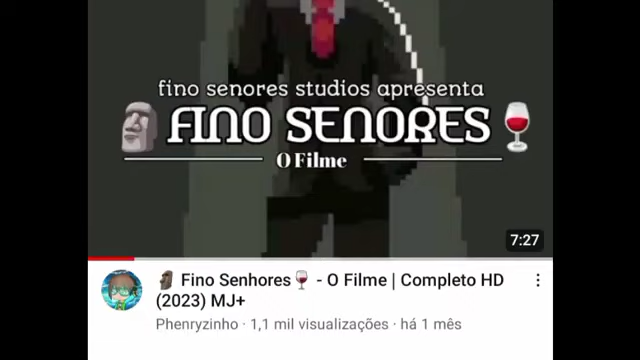 fino senores studios apresenta
🗿 FINO SENORES 🍷
O Filme
7:27
🗿 Fino Senhores🍷 - O Filme | Completo HD
(2023) MJ+
Phenryzinho · 1,1 mil visualizações · há 1 mês